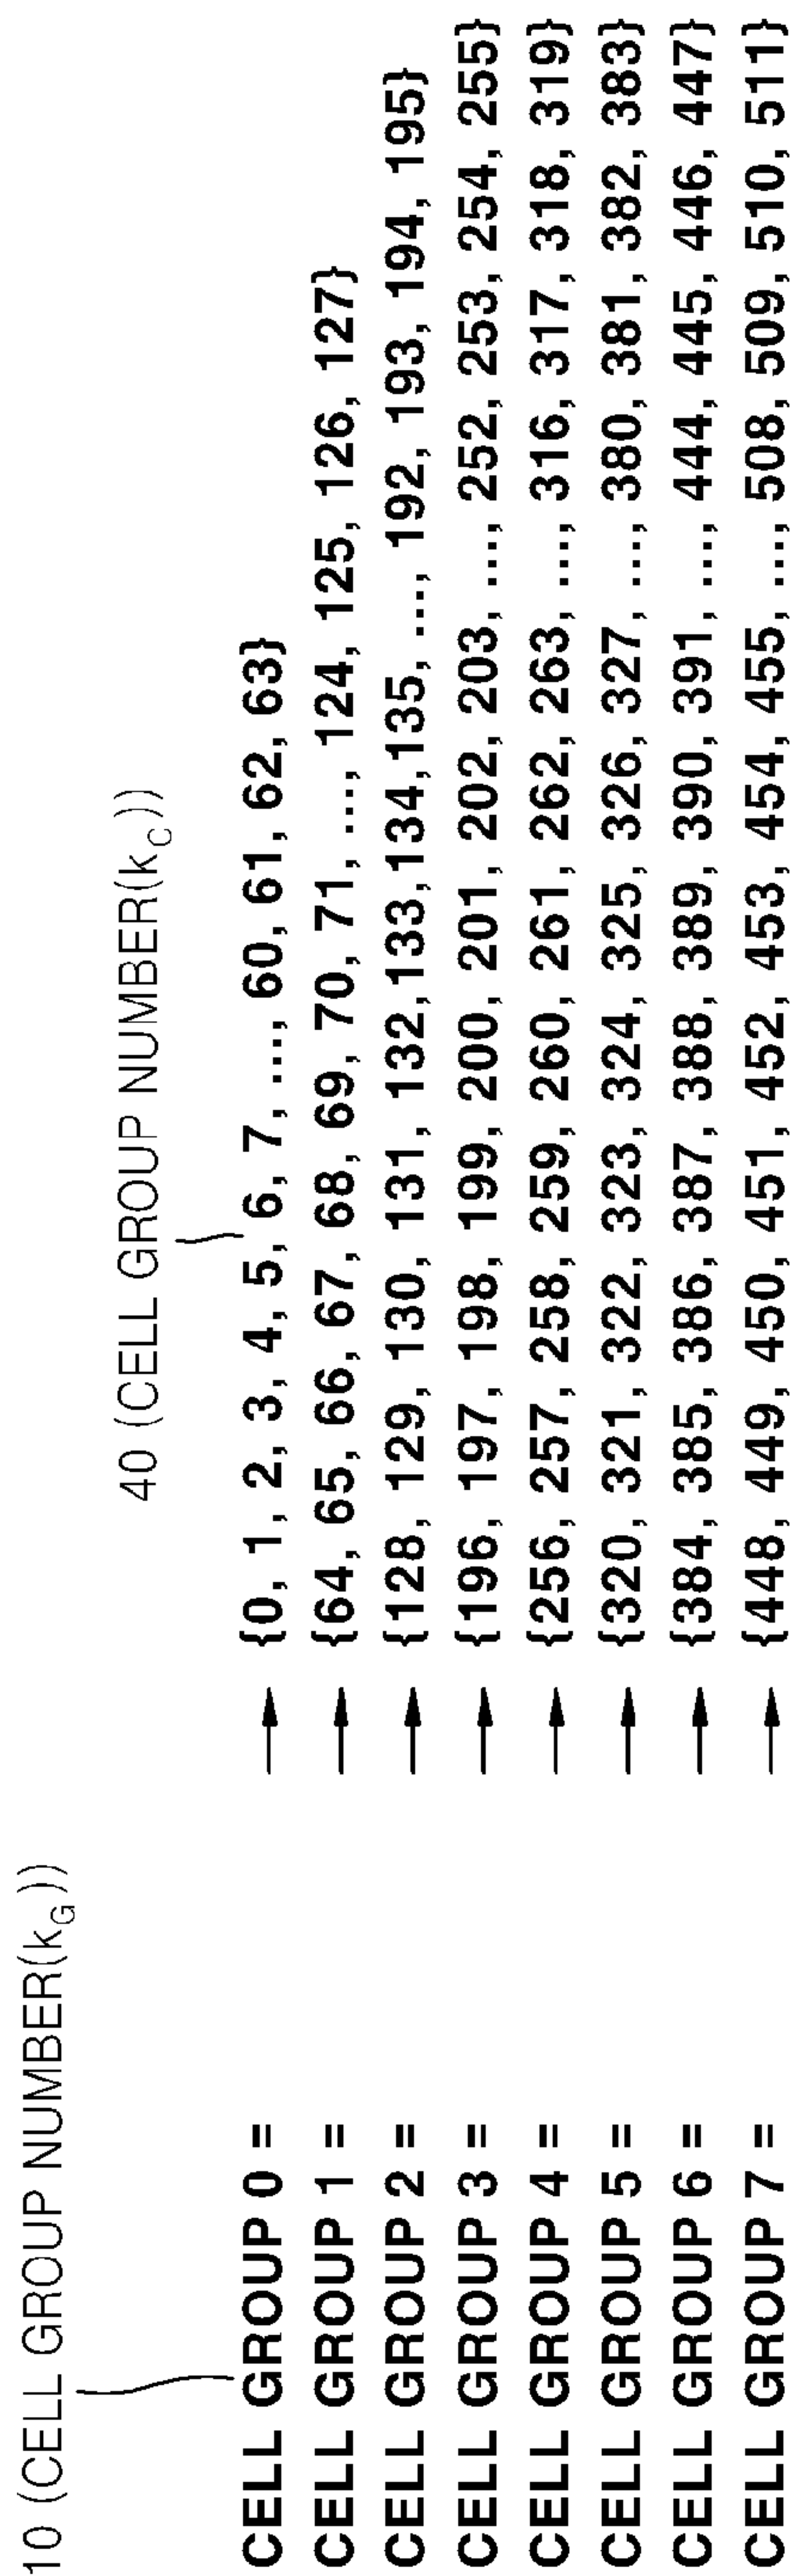 10 (CELL GROUP NUMBER(kG))
40 (CELL GROUP NUMBER(kC))
CELL GROUP 0 = {0, 1, 2, 3, 4, 5, 6, 7, ..., 60, 61, 62, 63}
CELL GROUP 1 = {64, 65, 66, 67, 68, 69, 70, 71, ..., 124, 125, 126, 127}
CELL GROUP 2 = {128, 129, 130, 131, 132,133,134,135, ..., 192, 193, 194, 195}
CELL GROUP 3 = {196, 197, 198, 199, 200, 201, 202, 203, ..., 252, 253, 254, 255}
CELL GROUP 4 = {256, 257, 258, 259, 260, 261, 262, 263, ..., 316, 317, 318, 319}
CELL GROUP 5 = {320, 321, 322, 323, 324, 325, 326, 327, ..., 380, 381, 382, 383}
CELL GROUP 6 = {384, 385, 386, 387, 388, 389, 390, 391, ..., 444, 445, 446, 447}
CELL GROUP 7 = {448, 449, 450, 451, 452, 453, 454, 455, ..., 508, 509, 510, 511}